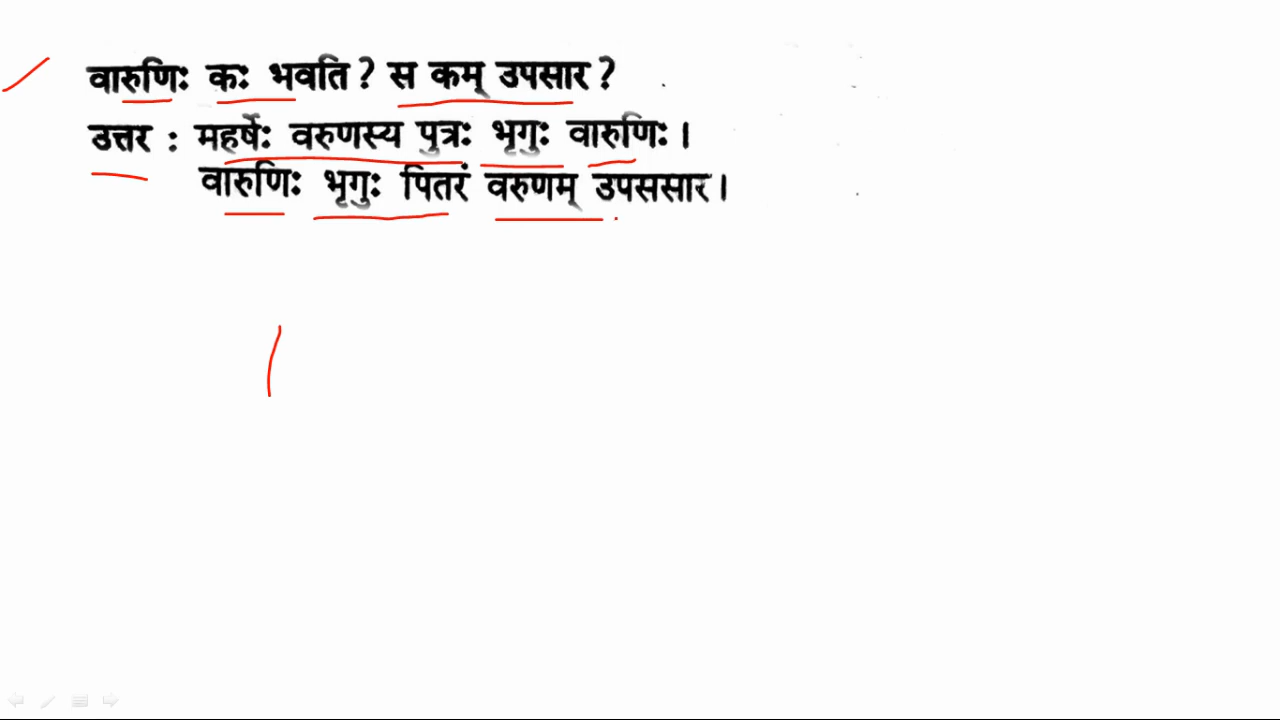 वारुणिः कः भवति ? स कम् उपसार ?
उत्तर : महर्षेः वरुणस्य पुत्रः भृगुः वारुणिः ।
वारुणिः भृगुः पितरं वरुणम् उपससार ।